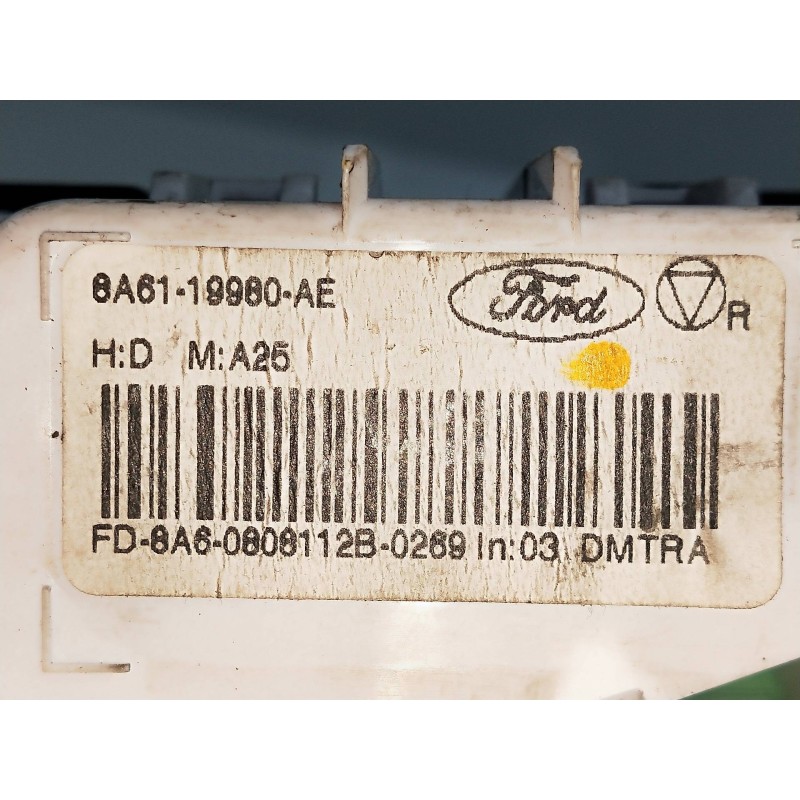 8A61-19980-AE
Ford
R
H:D M:A25
FD-8A6-0808112B-0269 In:03 DMTRA